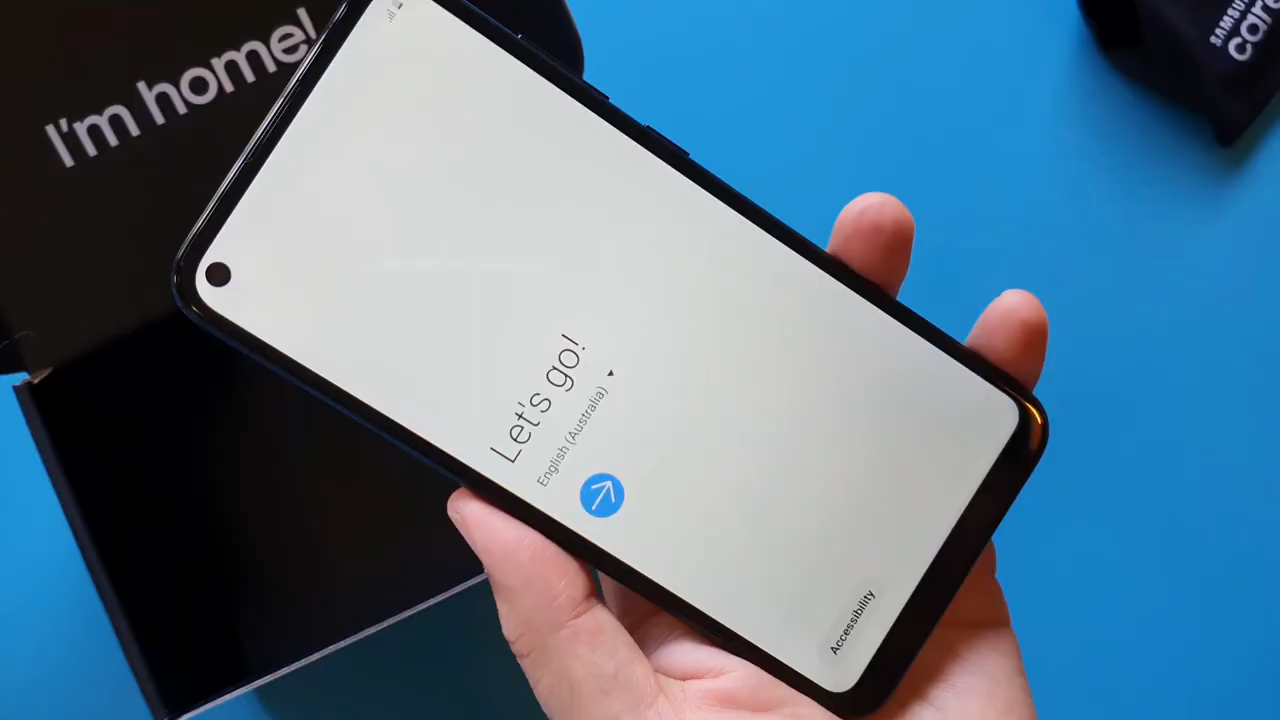 I'm home!
SAMSUNG
care
Let's go!
English (Australia)
Accessibility